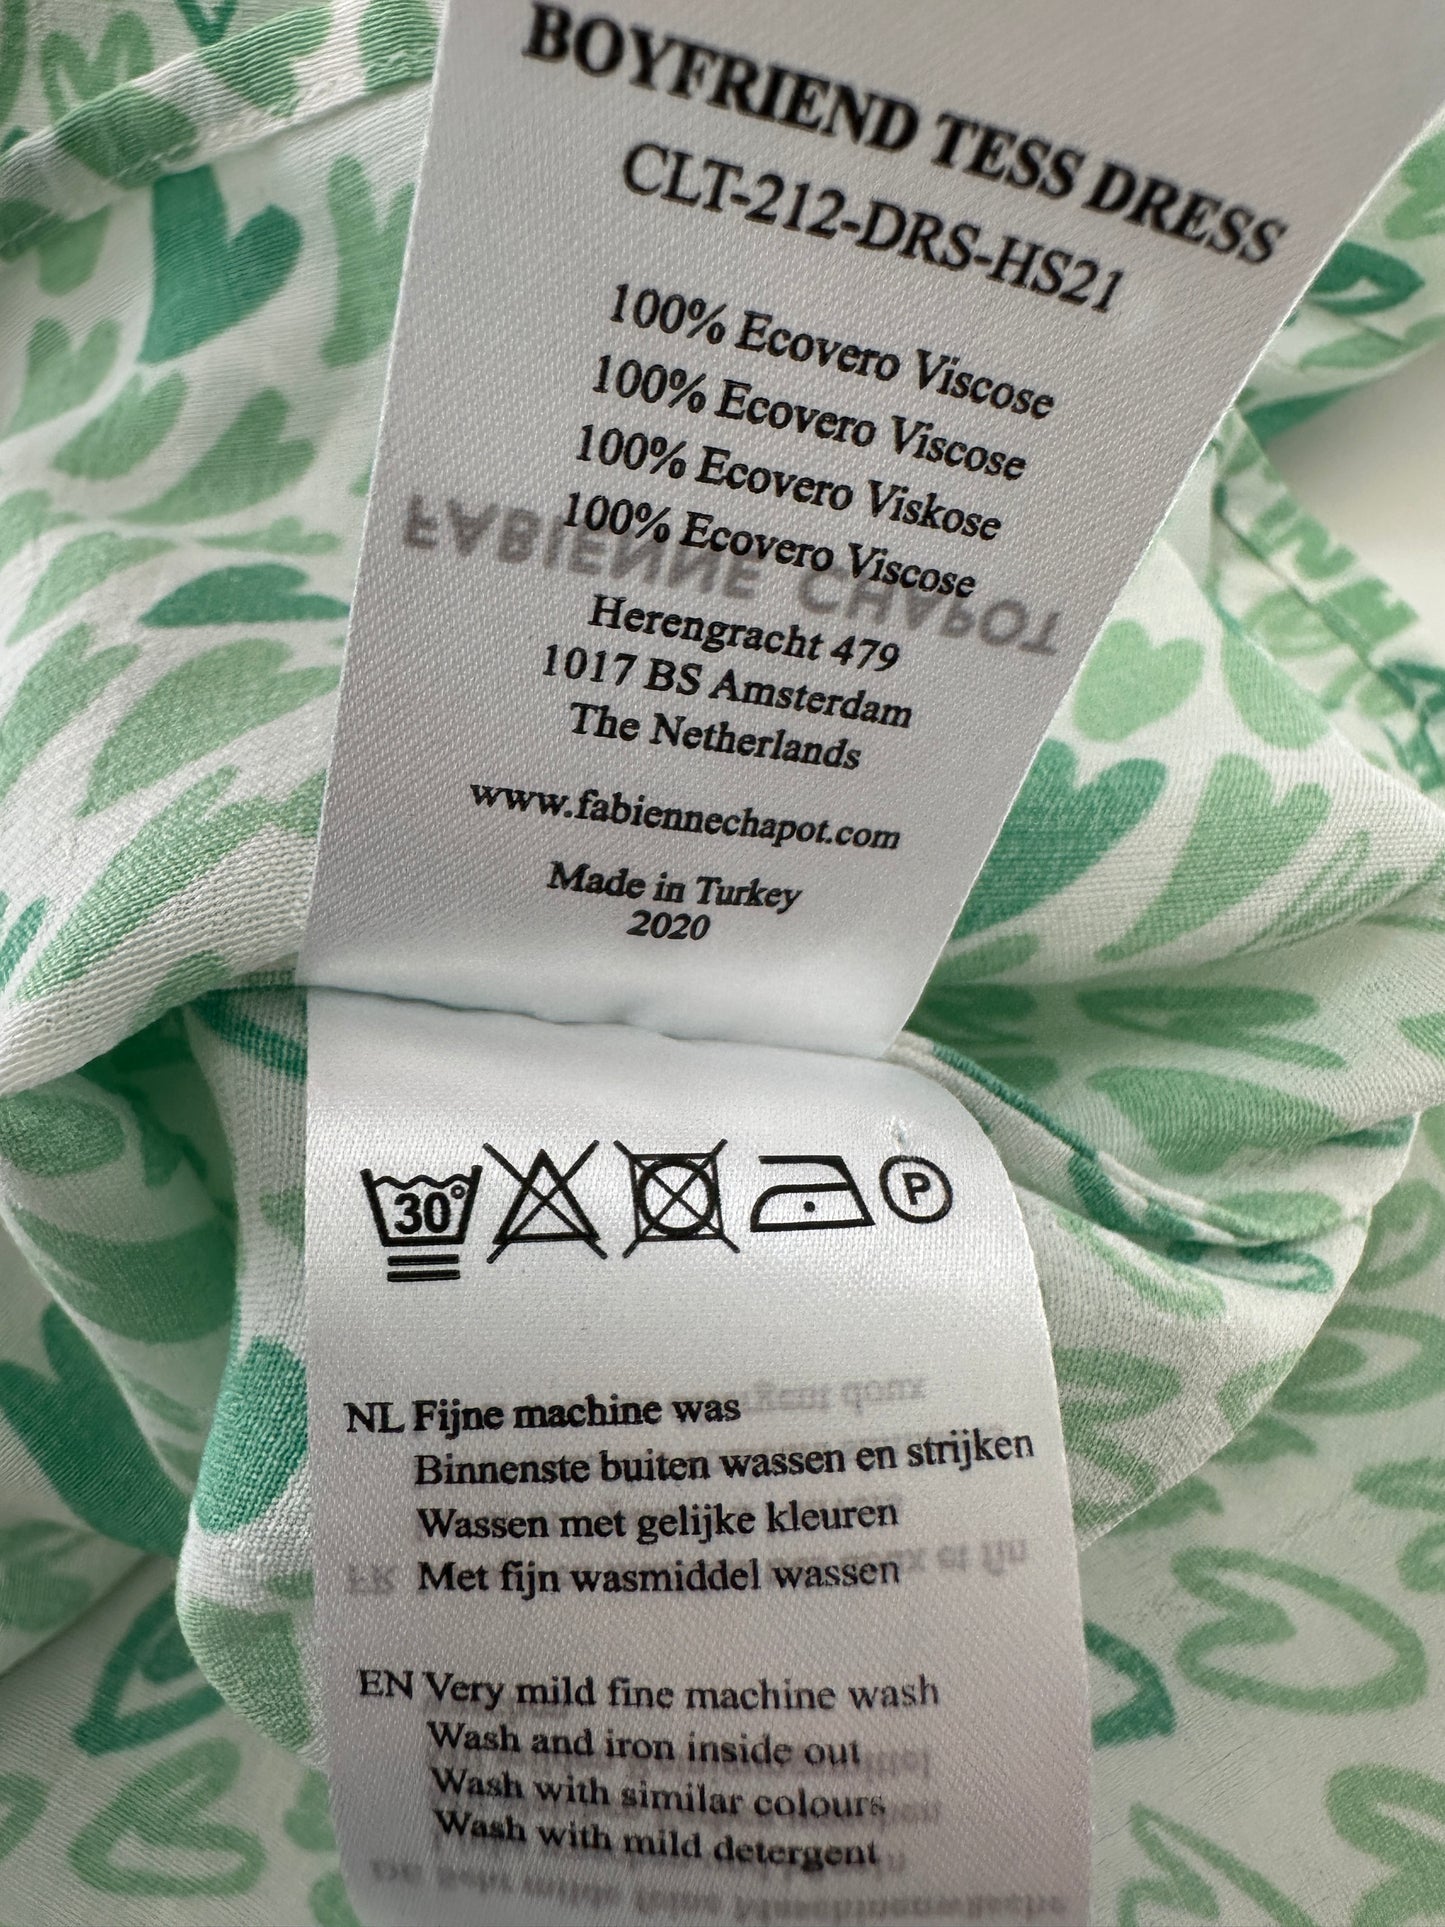 BOYFRIEND TESS DRESS
CLT-212-DRS-HS21
100% Ecovero Viscose
100% Ecovero Viscose
100% Ecovero Viskose
100% Ecovero Viscose
FABIENNE CHAPOT
Herengracht 479
1017 BS Amsterdam
The Netherlands
www.fabiennechapot.com
Made in Turkey
2020
30°
P
NL Fijne machine was
Binnenste buiten wassen en strijken
Wassen met gelijke kleuren
Met fijn wasmiddel wassen
FR
EN Very mild fine machine wash
Wash and iron inside out
Wash with similar colours
Wash with mild detergent